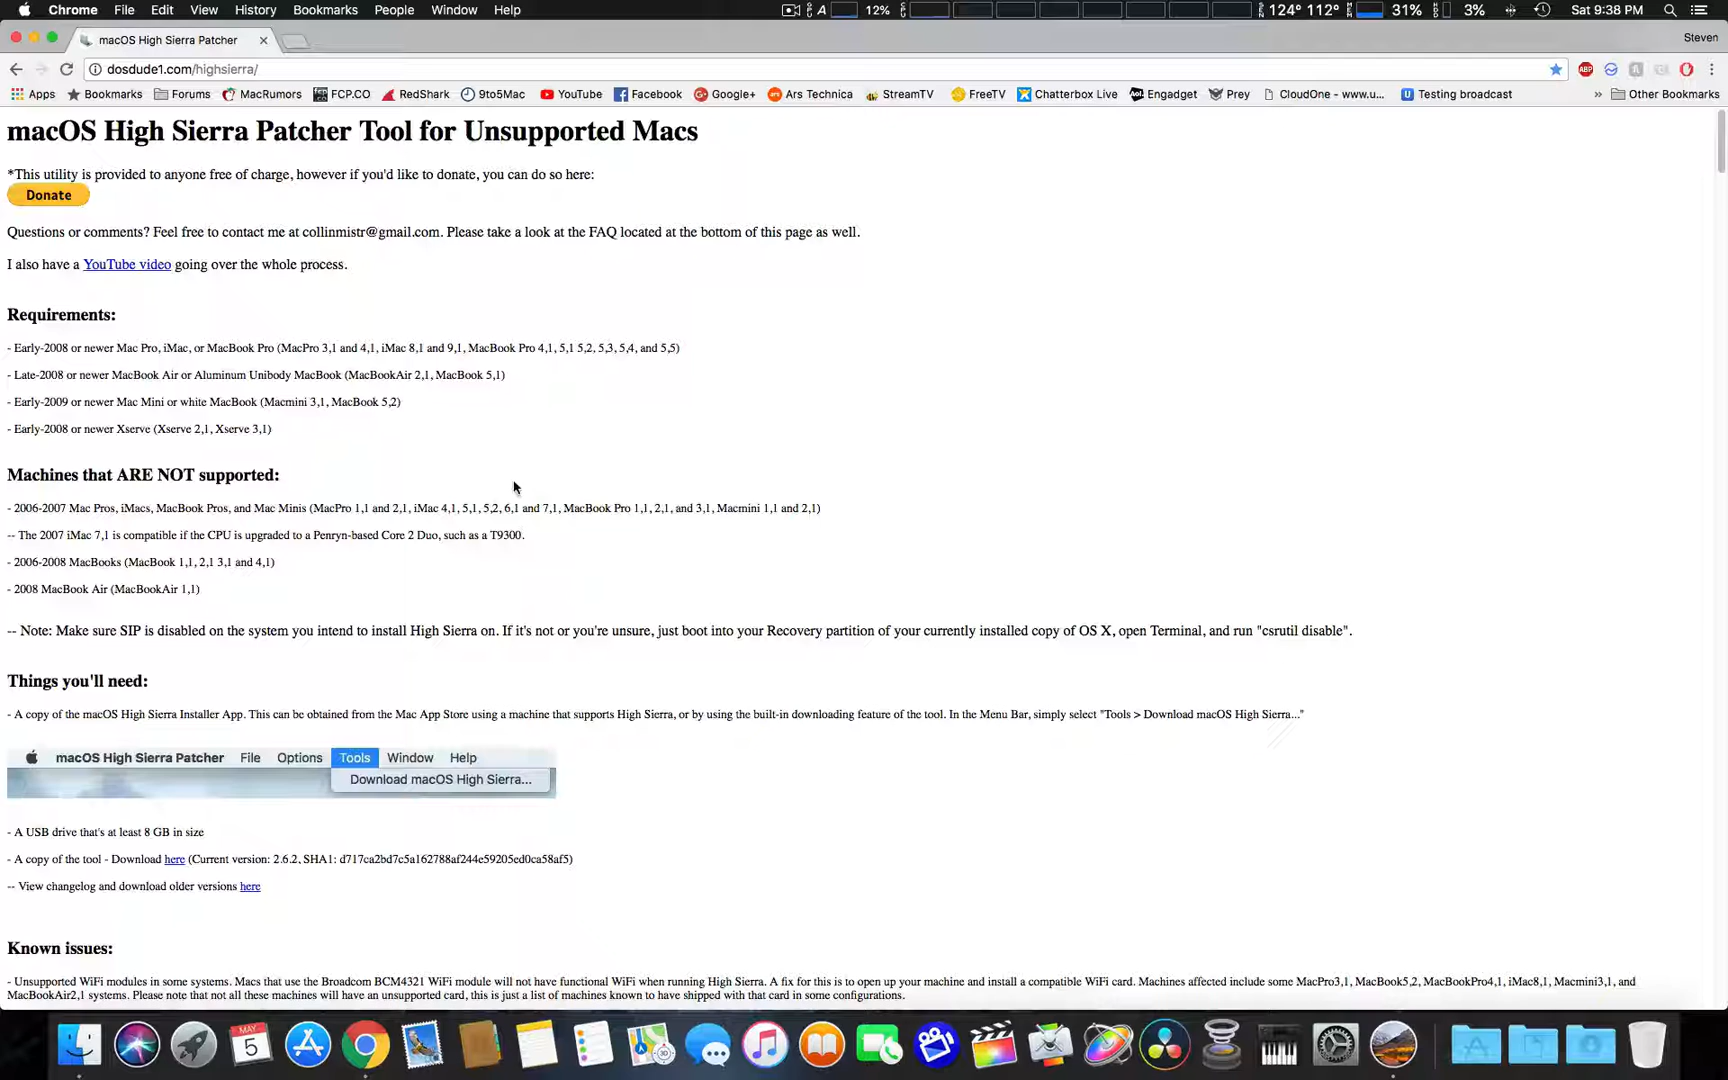 Chrome File Edit View History Bookmarks People Window Help A 12% 124° 112° 31% 3% Sat 9:38 PM
macOS High Sierra Patcher Steven
dosdude1.com/highsierra/ ABP
Apps Bookmarks Forums MacRumors FCP.CO RedShark 9to5Mac YouTube Facebook Google+ Ars Technica StreamTV FreeTV Chatterbox Live Aol. Engadget Prey CloudOne - www.u... Testing broadcast » Other Bookmarks
macOS High Sierra Patcher Tool for Unsupported Macs
*This utility is provided to anyone free of charge, however if you'd like to donate, you can do so here:
Donate
Questions or comments? Feel free to contact me at collinmistr@gmail.com. Please take a look at the FAQ located at the bottom of this page as well.
I also have a YouTube video going over the whole process.
Requirements:
- Early-2008 or newer Mac Pro, iMac, or MacBook Pro (MacPro 3,1 and 4,1, iMac 8,1 and 9,1, MacBook Pro 4,1, 5,1 5,2, 5,3, 5,4, and 5,5)
- Late-2008 or newer MacBook Air or Aluminum Unibody MacBook (MacBookAir 2,1, MacBook 5,1)
- Early-2009 or newer Mac Mini or white MacBook (Macmini 3,1, MacBook 5,2)
- Early-2008 or newer Xserve (Xserve 2,1, Xserve 3,1)
Machines that ARE NOT supported:
- 2006-2007 Mac Pros, iMacs, MacBook Pros, and Mac Minis (MacPro 1,1 and 2,1, iMac 4,1, 5,1, 5,2, 6,1 and 7,1, MacBook Pro 1,1, 2,1, and 3,1, Macmini 1,1 and 2,1)
-- The 2007 iMac 7,1 is compatible if the CPU is upgraded to a Penryn-based Core 2 Duo, such as a T9300.
- 2006-2008 MacBooks (MacBook 1,1, 2,1 3,1 and 4,1)
- 2008 MacBook Air (MacBookAir 1,1)
-- Note: Make sure SIP is disabled on the system you intend to install High Sierra on. If it's not or you're unsure, just boot into your Recovery partition of your currently installed copy of OS X, open Terminal, and run "csrutil disable".
Things you'll need:
- A copy of the macOS High Sierra Installer App. This can be obtained from the Mac App Store using a machine that supports High Sierra, or by using the built-in downloading feature of the tool. In the Menu Bar, simply select "Tools > Download macOS High Sierra..."
macOS High Sierra Patcher File Options Tools Window Help
Download macOS High Sierra...
- A USB drive that's at least 8 GB in size
- A copy of the tool - Download here (Current version: 2.6.2, SHA1: d717ca2bd7c5a162788af244e59205ed0ca58af5)
-- View changelog and download older versions here
Known issues:
- Unsupported WiFi modules in some systems. Macs that use the Broadcom BCM4321 WiFi module will not have functional WiFi when running High Sierra. A fix for this is to open up your machine and install a compatible WiFi card. Machines affected include some MacPro3,1, MacBook5,2, MacBookPro4,1, iMac8,1, Macmini3,1, and
MacBookAir2,1 systems. Please note that not all these machines will have an unsupported card, this is just a list of machines known to have shipped with that card in some configurations.
MAY
5